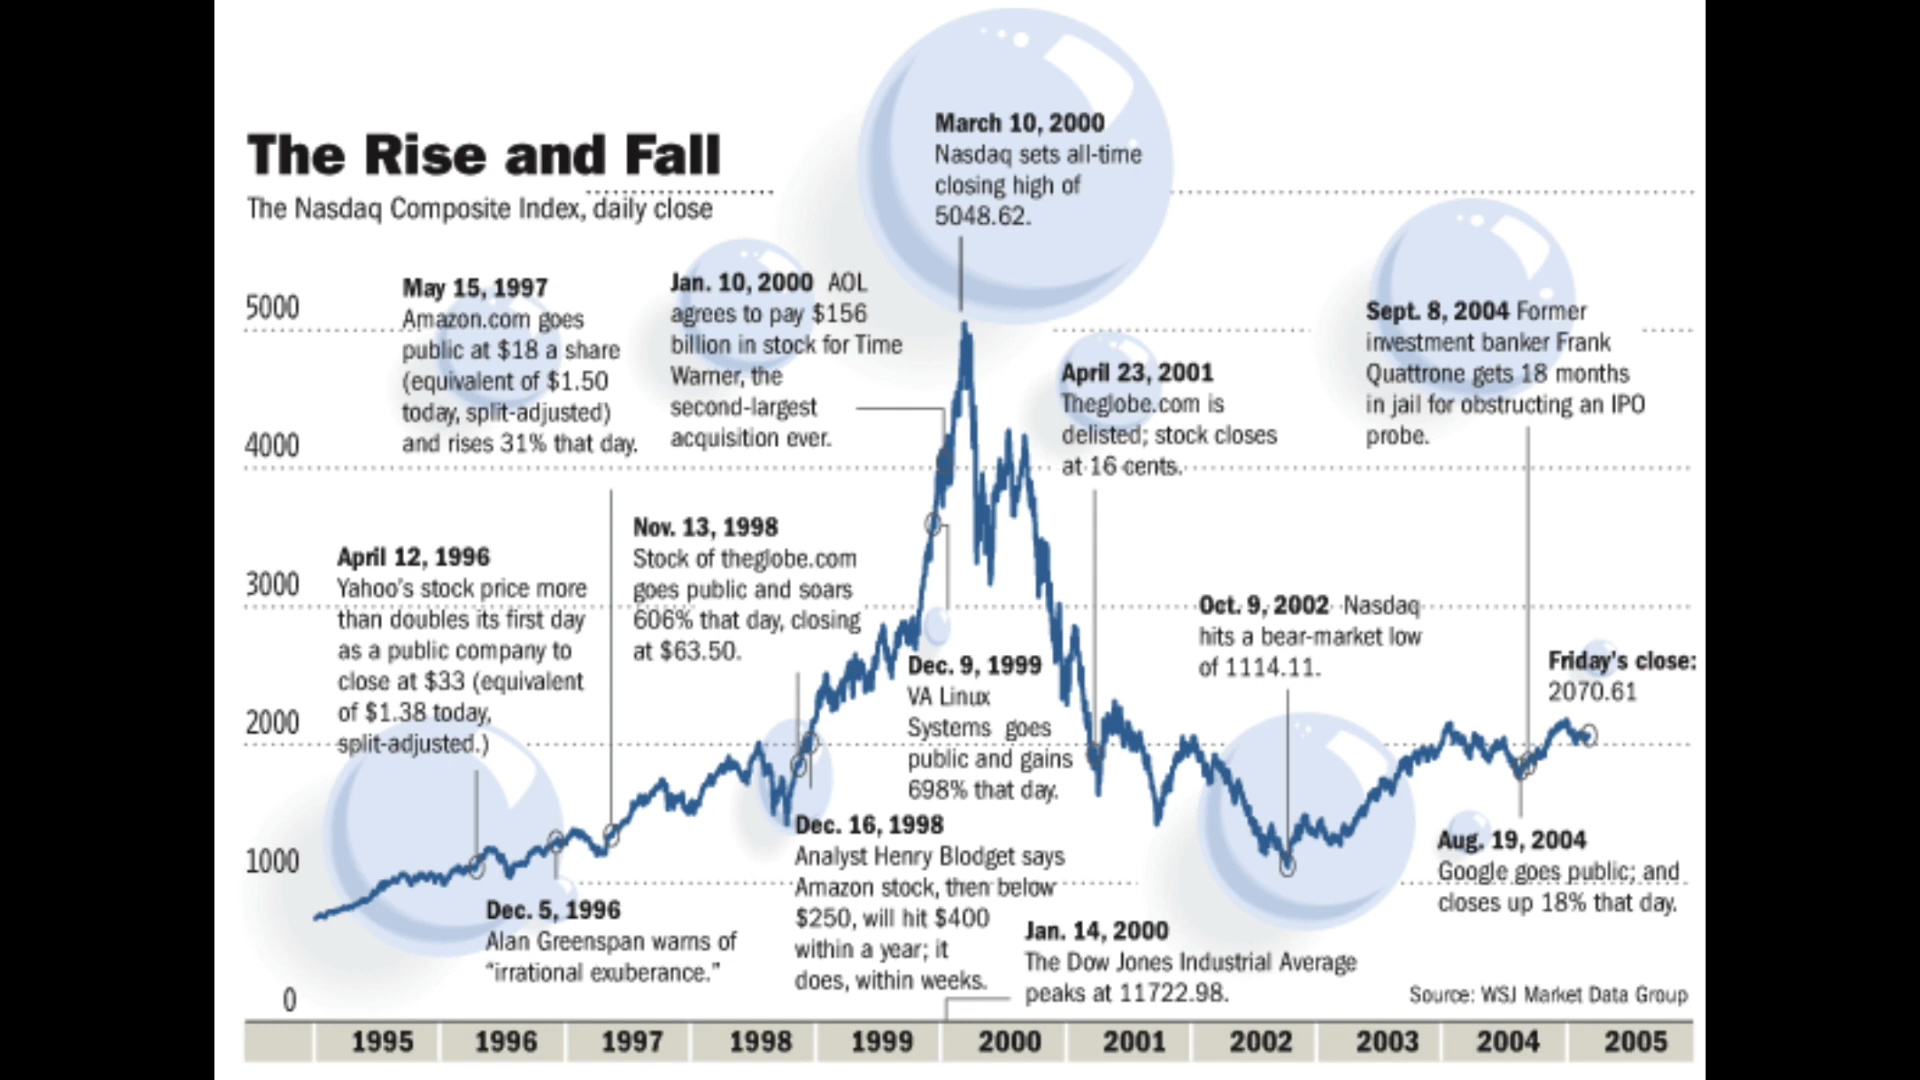 The Rise and Fall
The Nasdaq Composite Index, daily close
March 10, 2000
Nasdaq sets all-time
closing high of
5048.62.
May 15, 1997
Amazon.com goes
public at $18 a share
(equivalent of $1.50
today, split-adjusted)
and rises 31% that day.
Jan. 10, 2000 AOL
agrees to pay $156
billion in stock for Time
Warner, the
second-largest
acquisition ever.
April 23, 2001
Theglobe.com is
delisted; stock closes
at 16 cents.
Sept. 8, 2004 Former
investment banker Frank
Quattrone gets 18 months
in jail for obstructing an IPO
probe.
April 12, 1996
Yahoo's stock price more
than doubles its first day
as a public company to
close at $33 (equivalent
of $1.38 today,
split-adjusted.)
Nov. 13, 1998
Stock of theglobe.com
goes public and soars
606% that day, closing
at $63.50.
Dec. 9, 1999
VA Linux
Systems goes
public and gains
698% that day.
Oct. 9, 2002 Nasdaq
hits a bear-market low
of 1114.11.
Friday's close:
2070.61
Dec. 5, 1996
Alan Greenspan warns of
"irrational exuberance."
Dec. 16, 1998
Analyst Henry Blodget says
Amazon stock, then below
$250, will hit $400
within a year; it
does, within weeks.
Jan. 14, 2000
The Dow Jones Industrial Average
peaks at 11722.98.
Aug. 19, 2004
Google goes public; and
closes up 18% that day.
Source: WSJ Market Data Group
5000
4000
3000
2000
1000
0
1995 1996 1997 1998 1999 2000 2001 2002 2003 2004 2005